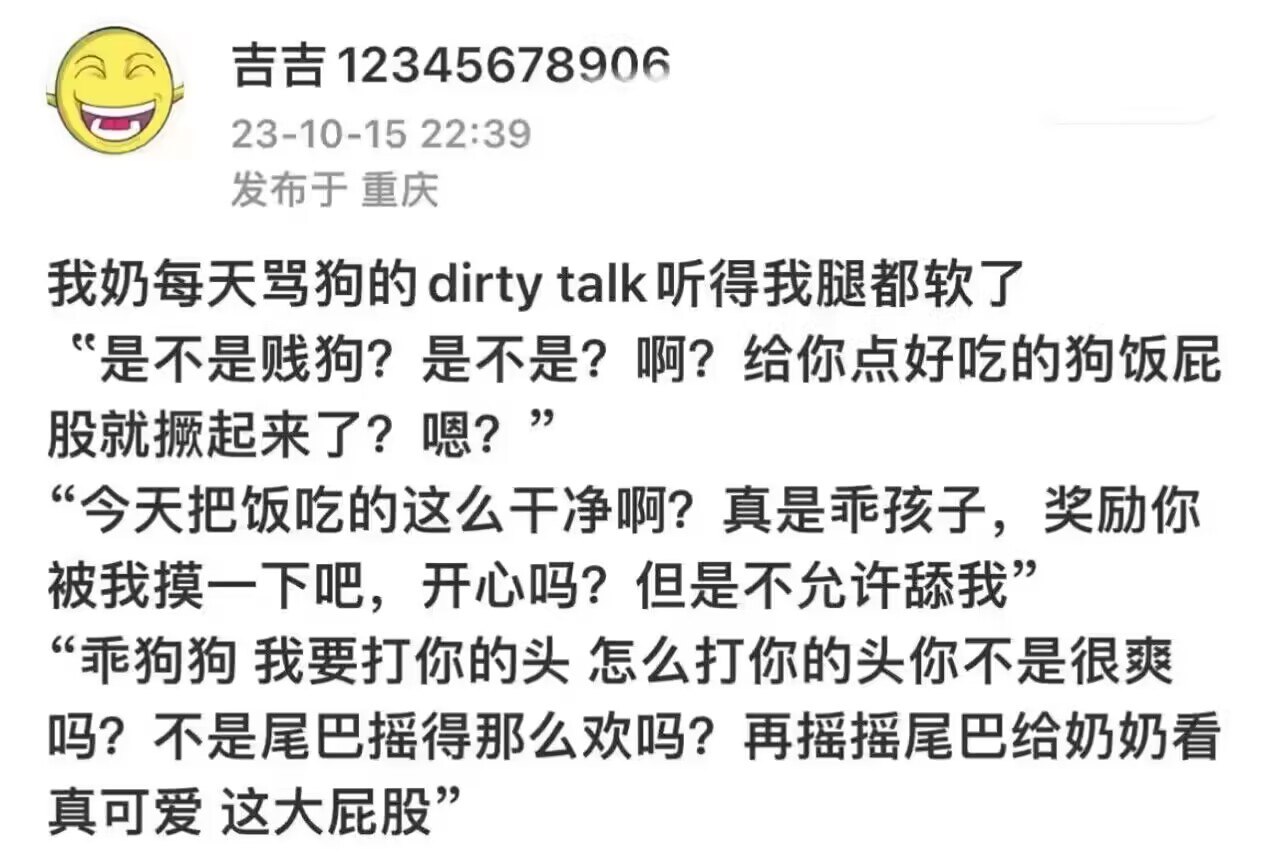 吉吉12345678906
23-10-15 22:39
发布于 重庆
我奶每天骂狗的dirty talk听得我腿都软了
“是不是贱狗？是不是？啊？给你点好吃的狗饭屁
股就撅起来了？嗯？”
“今天把饭吃的这么干净啊？真是乖孩子，奖励你
被我摸一下吧，开心吗？但是不允许舔我”
“乖狗狗 我要打你的头 怎么打你的头你不是很爽
吗？不是尾巴摇得那么欢吗？再摇摇尾巴给奶奶看
真可爱 这大屁股”